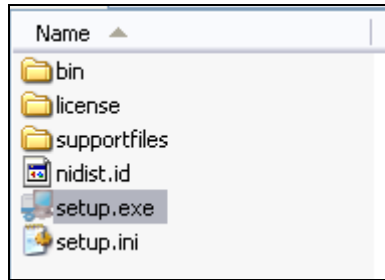 Name
bin
license
supportfiles
nidist.id
setup.exe
setup.ini